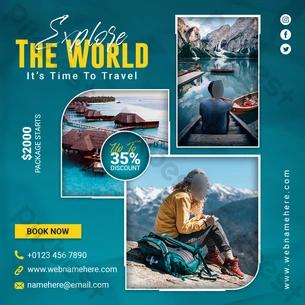 Explore
THE WORLD
It's Time To Travel
$2000
PACKAGE STARTS
Up To
35%
DISCOUNT
BOOK NOW
+0123 456 7890
www.webnamehere.com
namehere@email.com
www.webnamehere.com